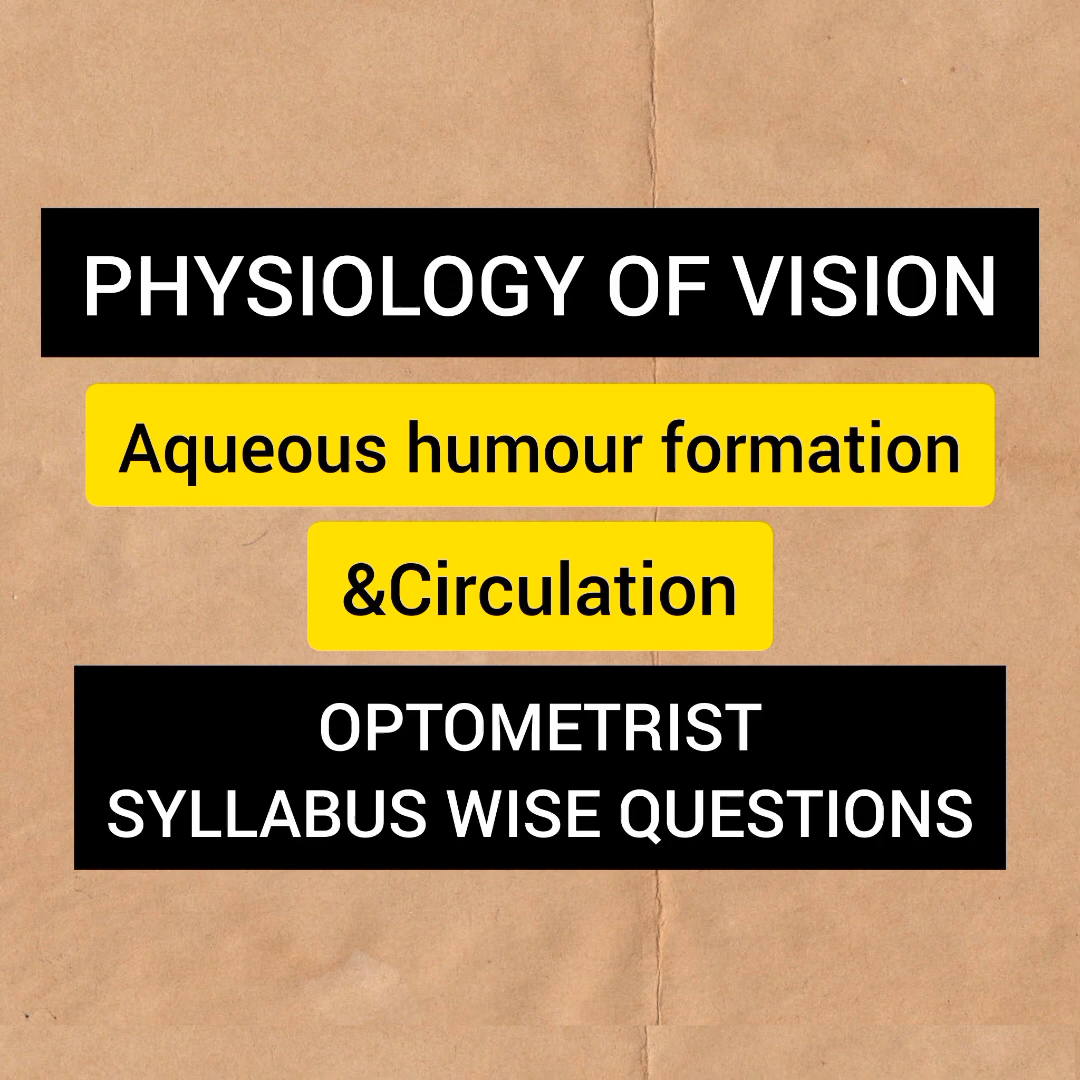 PHYSIOLOGY OF VISION
Aqueous humour formation
&Circulation
OPTOMETRIST
SYLLABUS WISE QUESTIONS